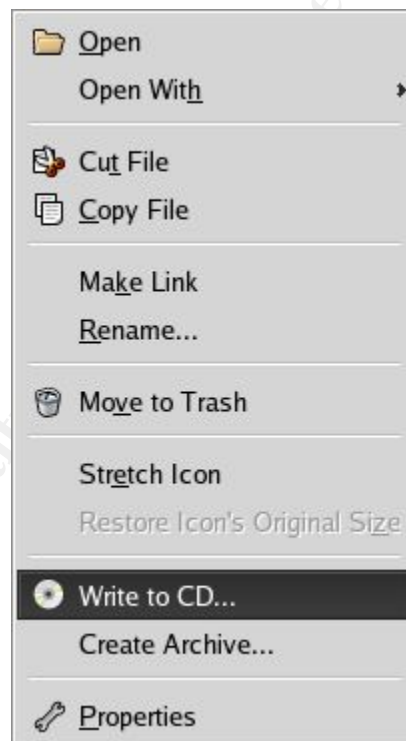 Open
Open With
Cut File
Copy File
Make Link
Rename...
Move to Trash
Stretch Icon
Restore Icon's Original Size
Write to CD...
Create Archive...
Properties